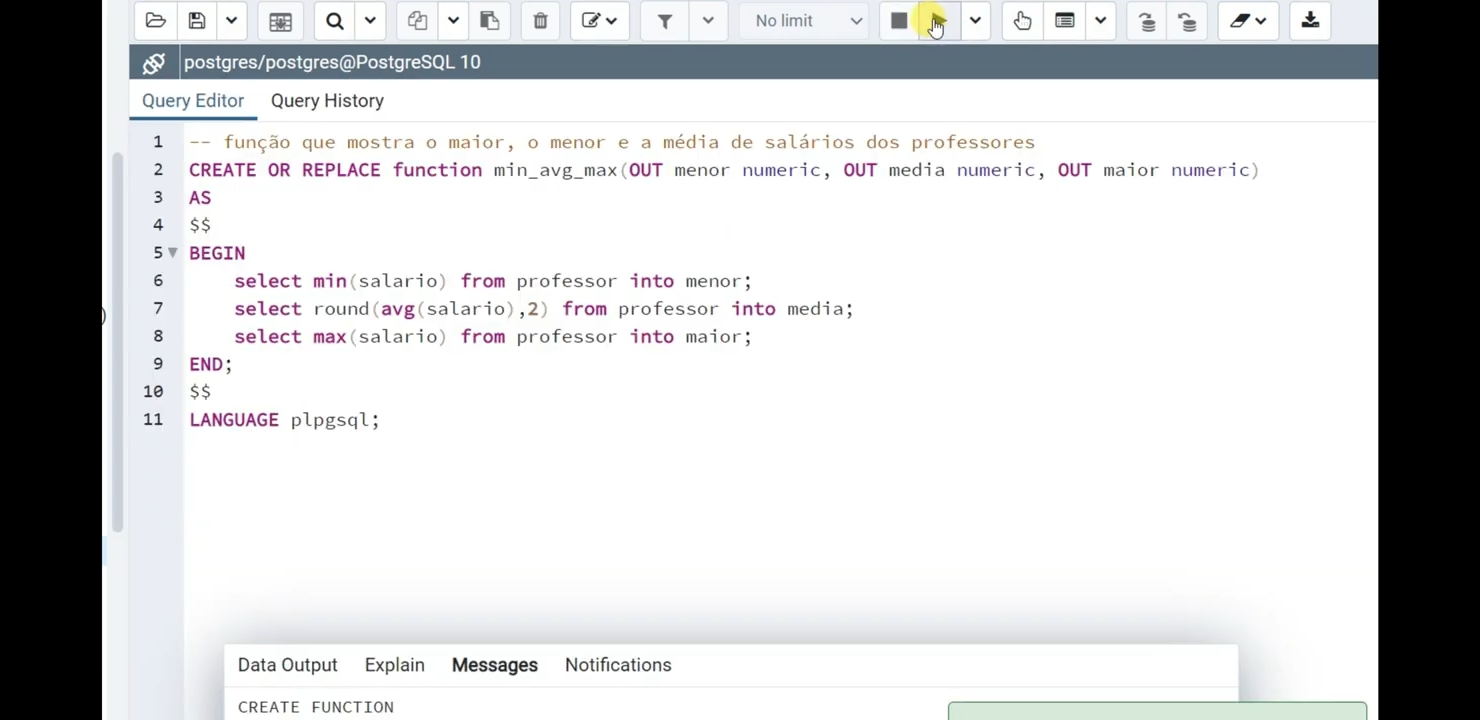 No limit
postgres/postgres@PostgreSQL 10
Query Editor Query History
1 -- função que mostra o maior, o menor e a média de salários dos professores
2 CREATE OR REPLACE function min_avg_max(OUT menor numeric, OUT media numeric, OUT maior numeric)
3 AS
4 $$
5 BEGIN
6 select min(salario) from professor into menor;
7 select round(avg(salario),2) from professor into media;
8 select max(salario) from professor into maior;
9 END;
10 $$
11 LANGUAGE plpgsql;
Data Output Explain Messages Notifications
CREATE FUNCTION